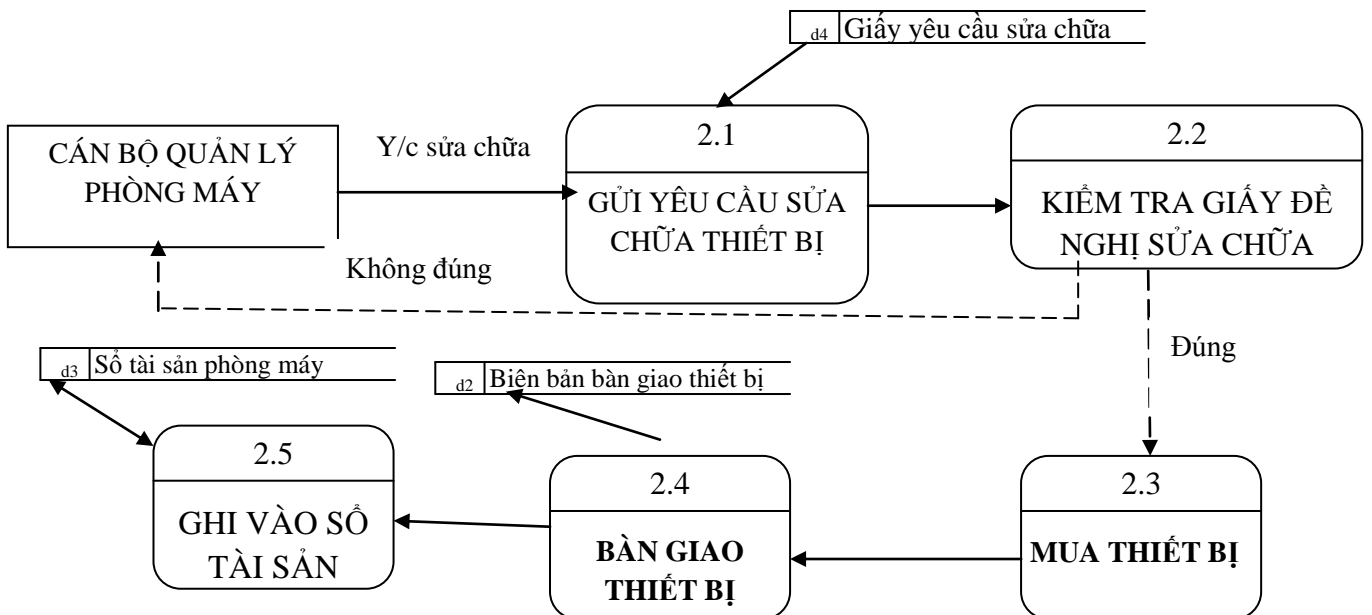 d4 Giấy yêu cầu sửa chữa
CÁN BỘ QUẢN LÝ
PHÒNG MÁY
Y/c sửa chữa
2.1
GỬI YÊU CẦU SỬA
CHỮA THIẾT BỊ
2.2
KIỂM TRA GIẤY ĐỀ
NGHỊ SỬA CHỮA
Không đúng
Đúng
d3 Sổ tài sản phòng máy
d2 Biên bản bàn giao thiết bị
2.5
GHI VÀO SỔ
TÀI SẢN
2.4
BÀN GIAO
THIẾT BỊ
2.3
MUA THIẾT BỊ